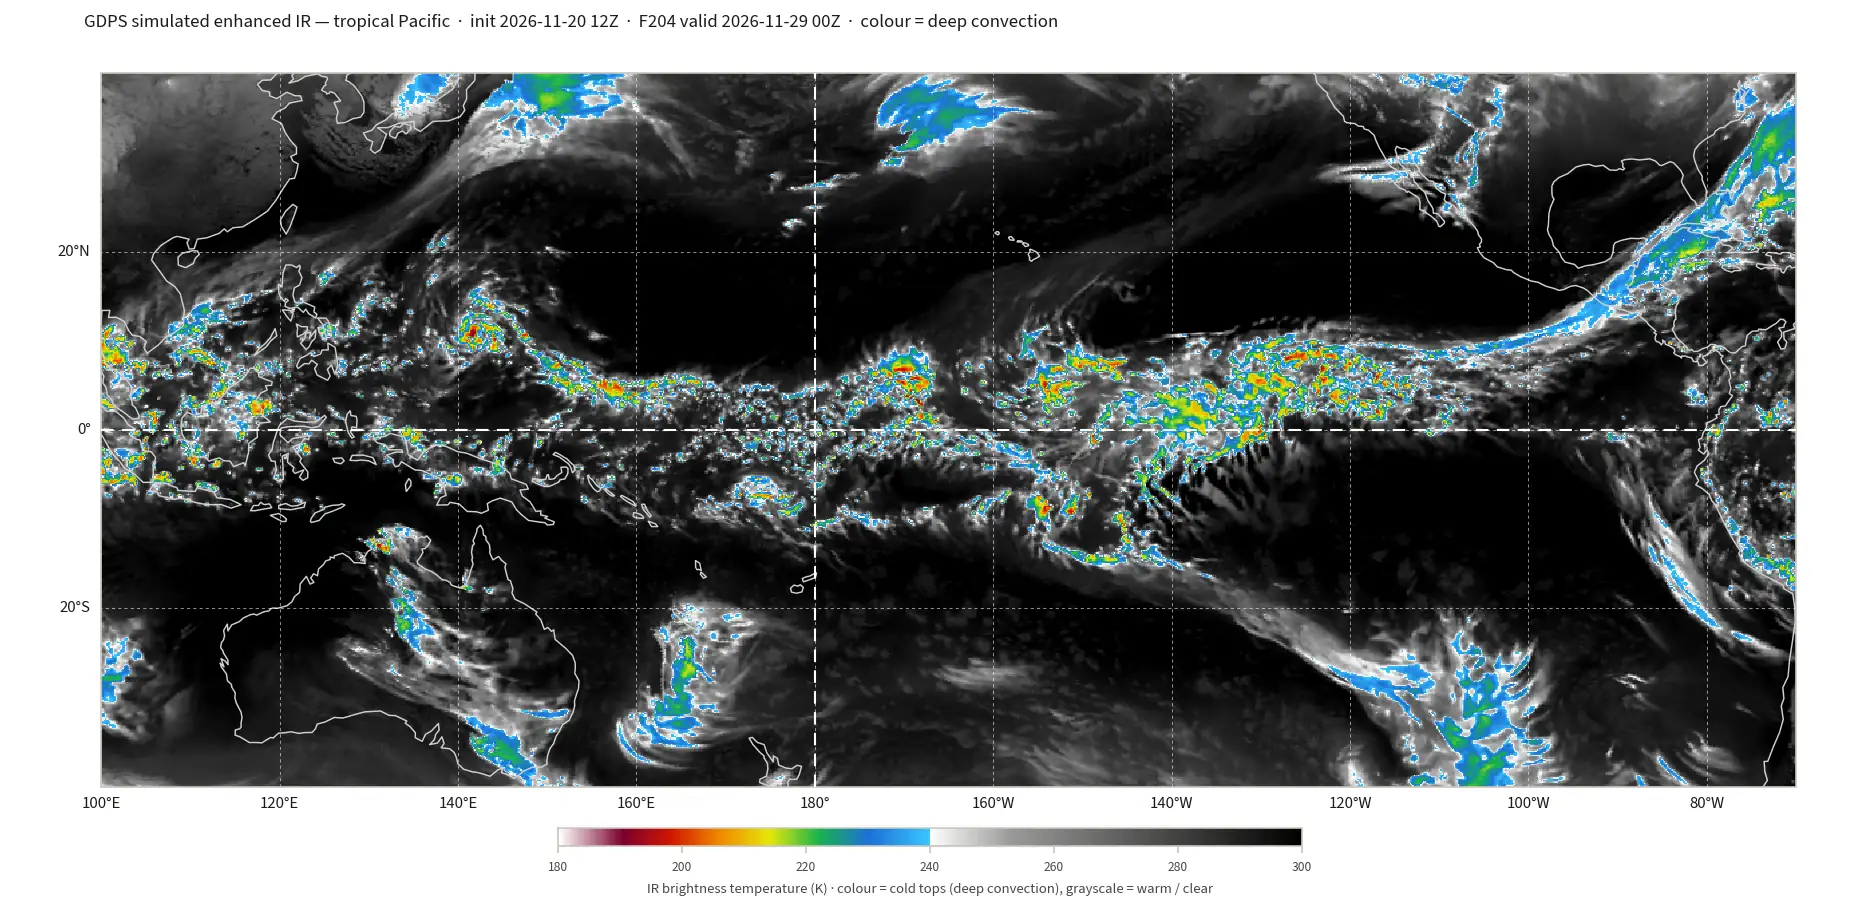 GDPS simulated enhanced IR — tropical Pacific · init 2026-11-20 12Z · F204 valid 2026-11-29 00Z · colour = deep convection
20°N
0°
20°S
100°E 120°E 140°E 160°E 180° 160°W 140°W 120°W 100°W 80°W
180 200 220 240 260 280 300
IR brightness temperature (K) · colour = cold tops (deep convection), grayscale = warm / clear